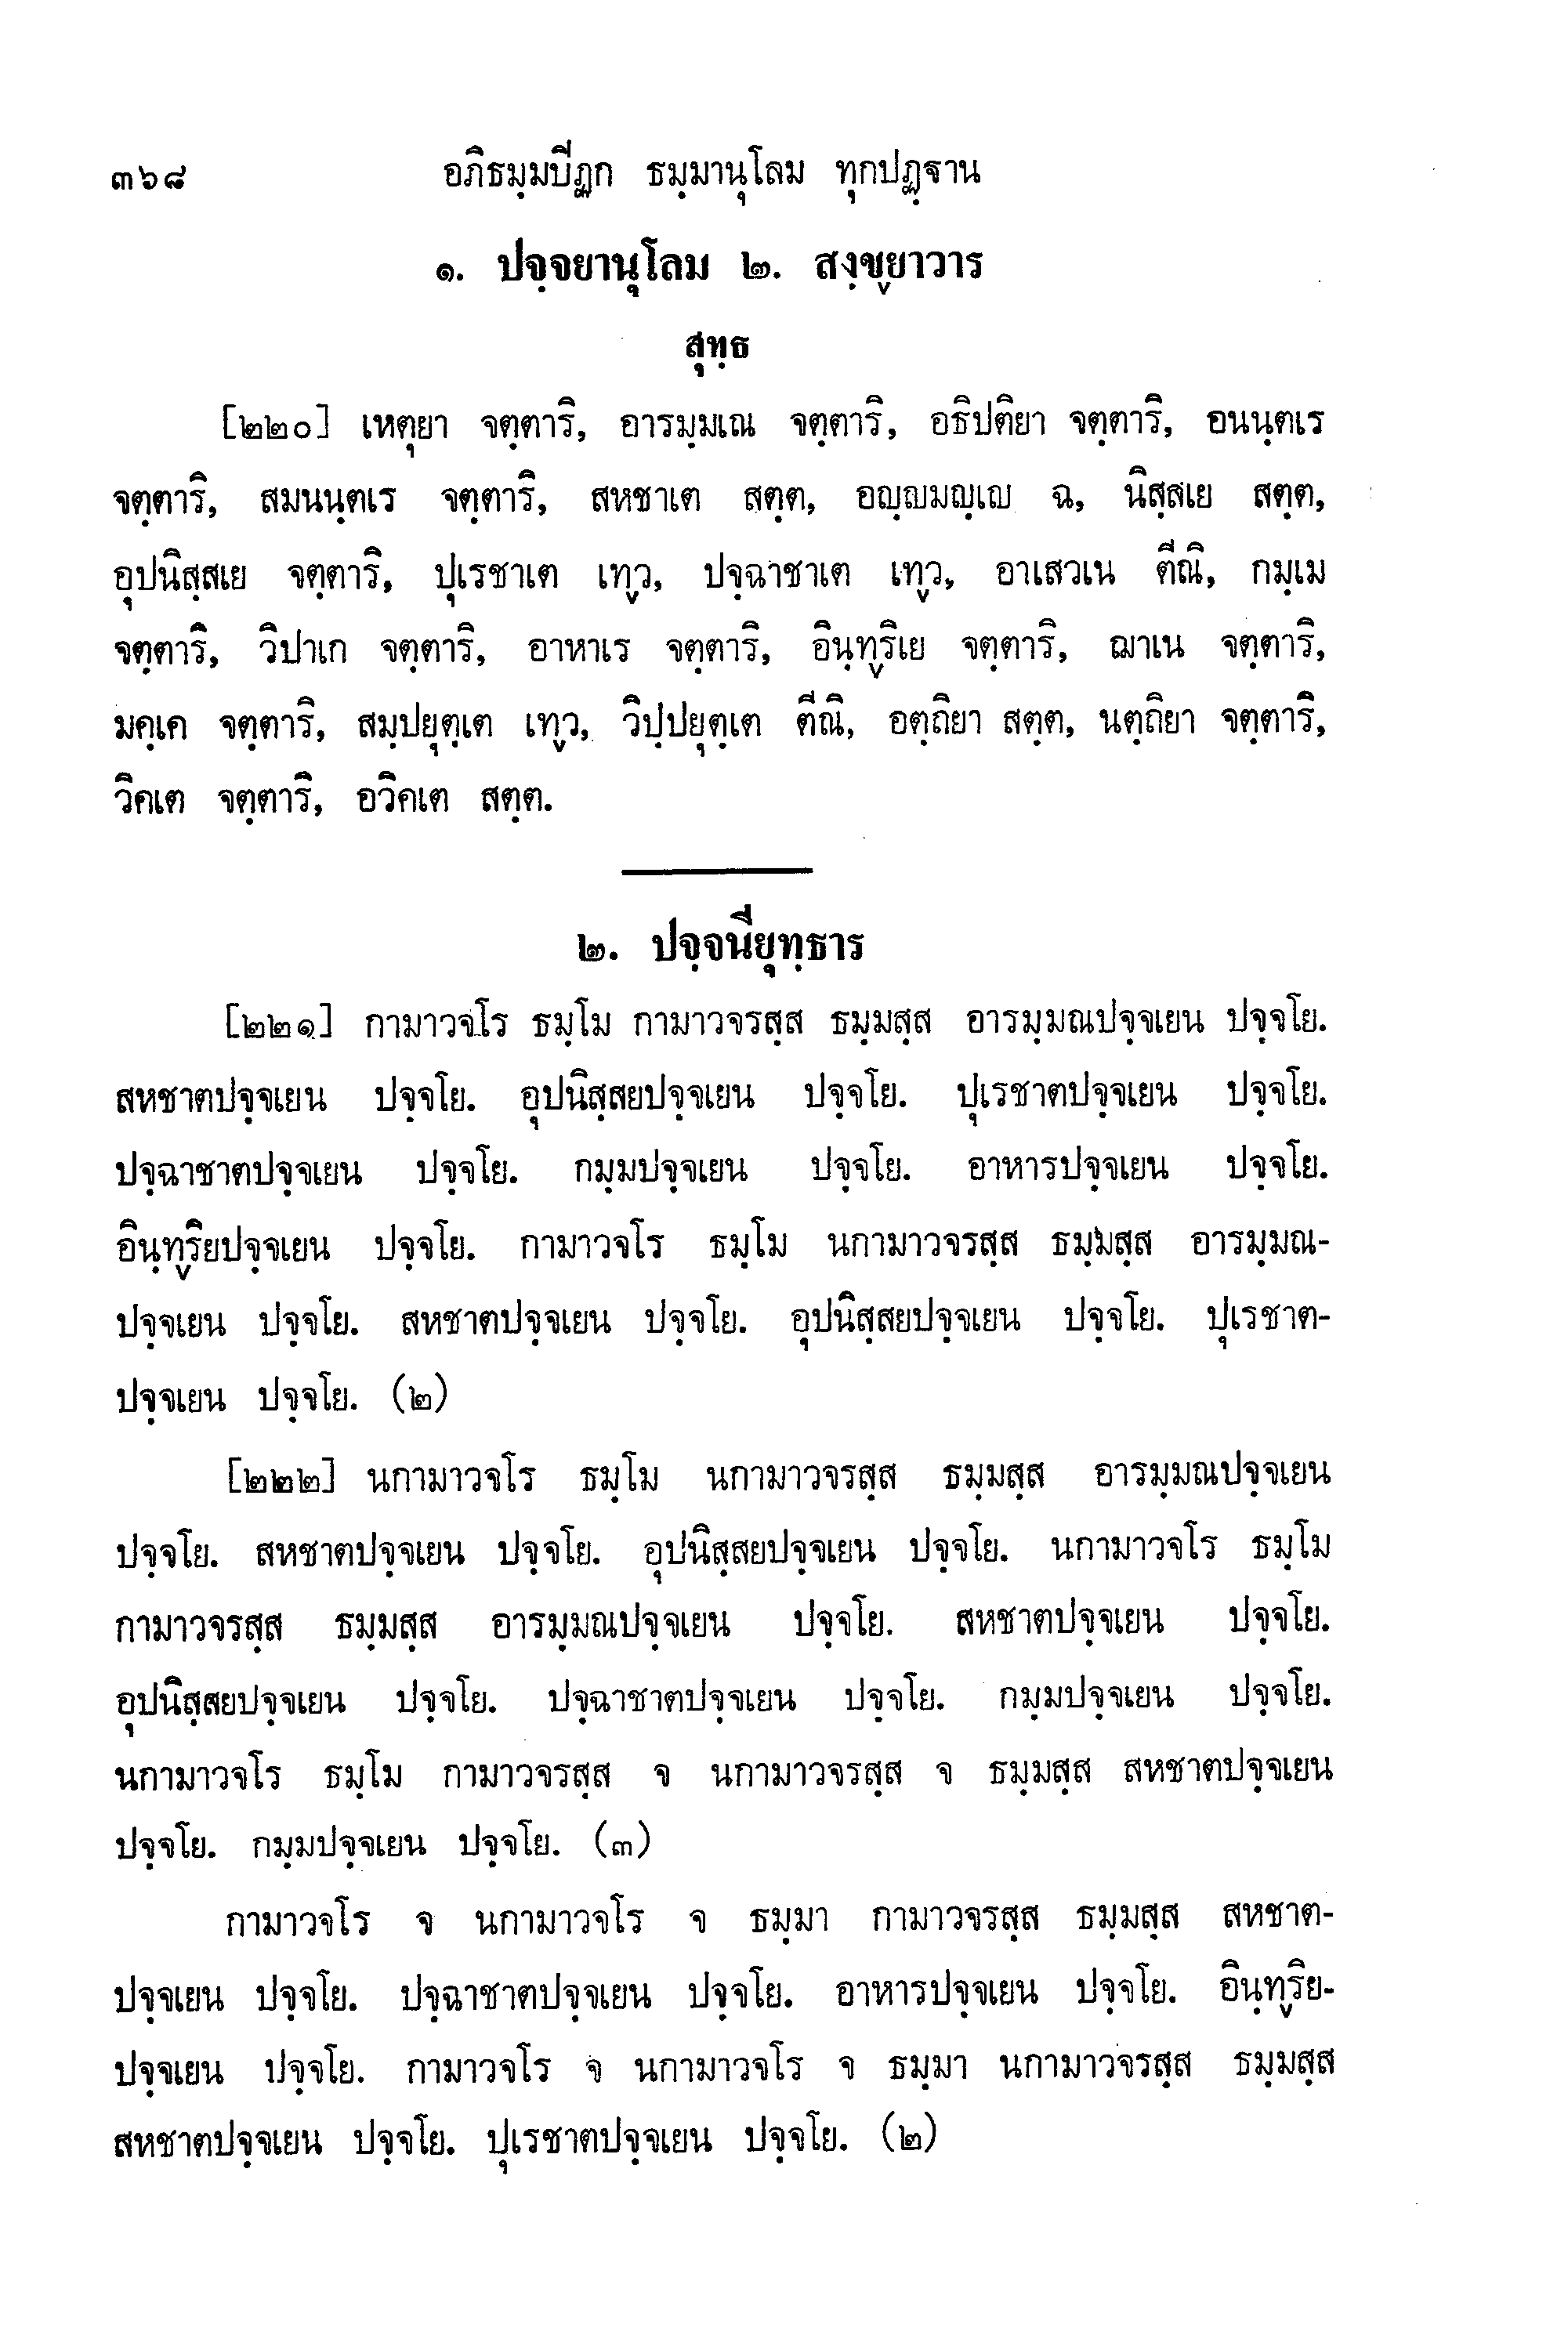 ๓๖๘ อภิธมฺมปีฏก ธมฺมานุโลม ทุกปฏฺฐาน
๑. ปจฺจยานุโลม ๒. สงฺขฺยาวาร
สุทฺธ
[๒๒๐] เหตุยา จตฺตาริ, อารมฺมเณ จตฺตาริ, อธิปติยา จตฺตาริ, อนนฺตเร
จตฺตาริ, สมนนฺตเร จตฺตาริ, สหชาเต สตฺต, อญฺญมญฺเญ ฉ, นิสฺสเย สตฺต,
อุปนิสฺสเย จตฺตาริ, ปุเรชาเต เทฺว, ปจฺฉาชาเต เทฺว, อาเสวเน ตีณิ, กมฺเม
จตฺตาริ, วิปาเก จตฺตาริ, อาหาเร จตฺตาริ, อินฺทฺริเย จตฺตาริ, ฌาเน จตฺตาริ,
มคฺเค จตฺตาริ, สมฺปยุตฺเต เทฺว, วิปฺปยุตฺเต ตีณิ, อตฺถิยา สตฺต, นตฺถิยา จตฺตาริ,
วิคเต จตฺตาริ, อวิคเต สตฺต.
๒. ปจฺจนียุทฺธาร
[๒๒๑] กามาวจโร ธมฺโม กามาวจรสฺส ธมฺมสฺส อารมฺมณปจฺจเยน ปจฺจโย.
สหชาตปจฺจเยน ปจฺจโย. อุปนิสฺสยปจฺจเยน ปจฺจโย. ปุเรชาตปจฺจเยน ปจฺจโย.
ปจฺฉาชาตปจฺจเยน ปจฺจโย. กมฺมปจฺจเยน ปจฺจโย. อาหารปจฺจเยน ปจฺจโย.
อินฺทฺริยปจฺจเยน ปจฺจโย. กามาวจโร ธมฺโม นกามาวจรสฺส ธมฺมสฺส อารมฺมณ-
ปจฺจเยน ปจฺจโย. สหชาตปจฺจเยน ปจฺจโย. อุปนิสฺสยปจฺจเยน ปจฺจโย. ปุเรชาต-
ปจฺจเยน ปจฺจโย. (๒)
[๒๒๒] นกามาวจโร ธมฺโม นกามาวจรสฺส ธมฺมสฺส อารมฺมณปจฺจเยน
ปจฺจโย. สหชาตปจฺจเยน ปจฺจโย. อุปนิสฺสยปจฺจเยน ปจฺจโย. นกามาวจโร ธมฺโม
กามาวจรสฺส ธมฺมสฺส อารมฺมณปจฺจเยน ปจฺจโย. สหชาตปจฺจเยน ปจฺจโย.
อุปนิสฺสยปจฺจเยน ปจฺจโย. ปจฺฉาชาตปจฺจเยน ปจฺจโย. กมฺมปจฺจเยน ปจฺจโย.
นกามาวจโร ธมฺโม กามาวจรสฺส จ นกามาวจรสฺส จ ธมฺมสฺส สหชาตปจฺจเยน
ปจฺจโย. กมฺมปจฺจเยน ปจฺจโย. (๓)
กามาวจโร จ นกามาวจโร จ ธมฺมา กามาวจรสฺส ธมฺมสฺส สหชาต-
ปจฺจเยน ปจฺจโย. ปจฺฉาชาตปจฺจเยน ปจฺจโย. อาหารปจฺจเยน ปจฺจโย. อินฺทฺริย-
ปจฺจเยน ปจฺจโย. กามาวจโร จ นกามาวจโร จ ธมฺมา นกามาวจรสฺส ธมฺมสฺส
สหชาตปจฺจเยน ปจฺจโย. ปุเรชาตปจฺจเยน ปจฺจโย. (๒)